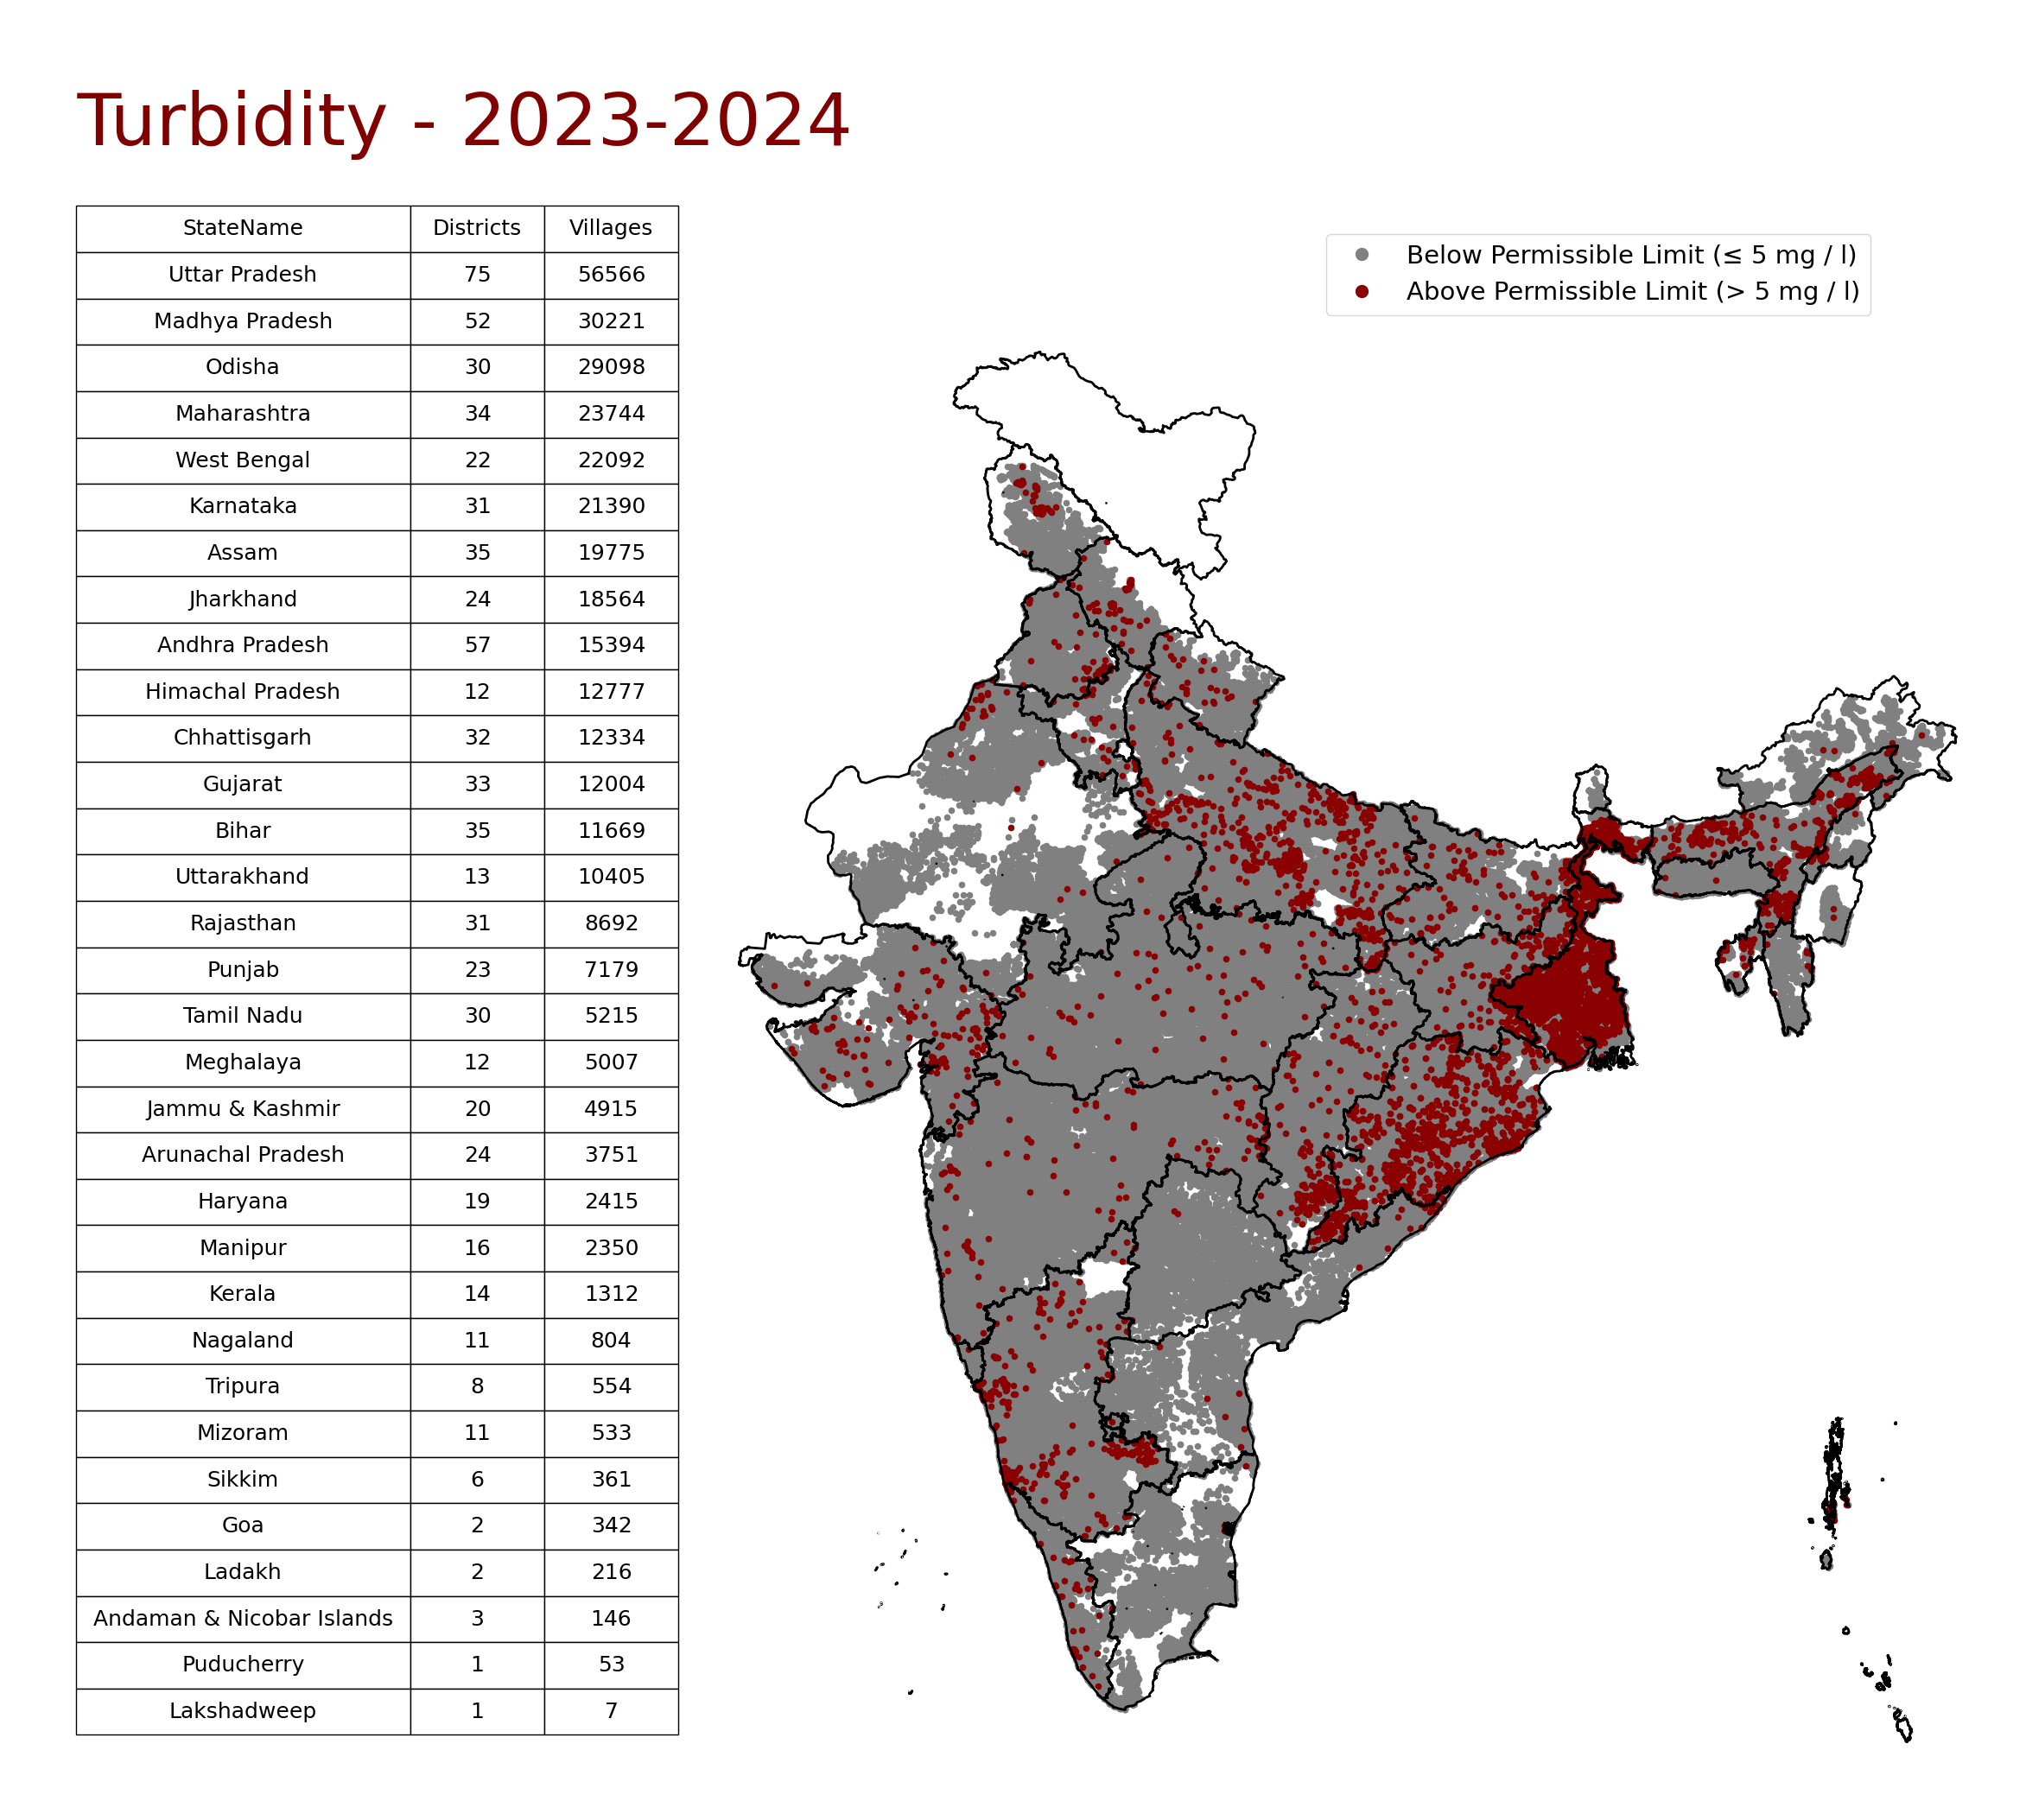 Turbidity - 2023-2024
StateName Districts Villages
Uttar Pradesh 75 56566
Madhya Pradesh 52 30221
Odisha 30 29098
Maharashtra 34 23744
West Bengal 22 22092
Karnataka 31 21390
Assam 35 19775
Jharkhand 24 18564
Andhra Pradesh 57 15394
Himachal Pradesh 12 12777
Chhattisgarh 32 12334
Gujarat 33 12004
Bihar 35 11669
Uttarakhand 13 10405
Rajasthan 31 8692
Punjab 23 7179
Tamil Nadu 30 5215
Meghalaya 12 5007
Jammu & Kashmir 20 4915
Arunachal Pradesh 24 3751
Haryana 19 2415
Manipur 16 2350
Kerala 14 1312
Nagaland 11 804
Tripura 8 554
Mizoram 11 533
Sikkim 6 361
Goa 2 342
Ladakh 2 216
Andaman & Nicobar Islands 3 146
Puducherry 1 53
Lakshadweep 1 7
Below Permissible Limit (≤ 5 mg / l)
Above Permissible Limit (> 5 mg / l)